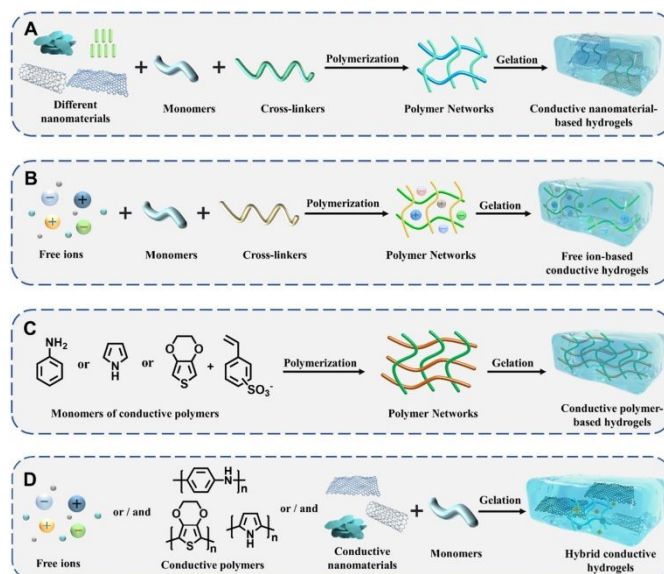 A
+
+
Polymerization
Gelation
Different
nanomaterials
Monomers
Cross-linkers
Polymer Networks
Conductive nanomaterial-
based hydrogels
B
− +
+ −
+
+
Polymerization
Gelation
Free ions
Monomers
Cross-linkers
Polymer Networks
Free ion-based
conductive hydrogels
C
NH2
or
N
H
or
O O
S
+
SO3-
Polymerization
Gelation
Monomers of conductive polymers
Polymer Networks
Conductive polymer-
based hydrogels
D
− +
+ −
or / and
H
N
n
O O
S
n
N
H
n
or / and
+
Gelation
Free ions
Conductive polymers
Conductive
nanomaterials
Monomers
Hybrid conductive
hydrogels